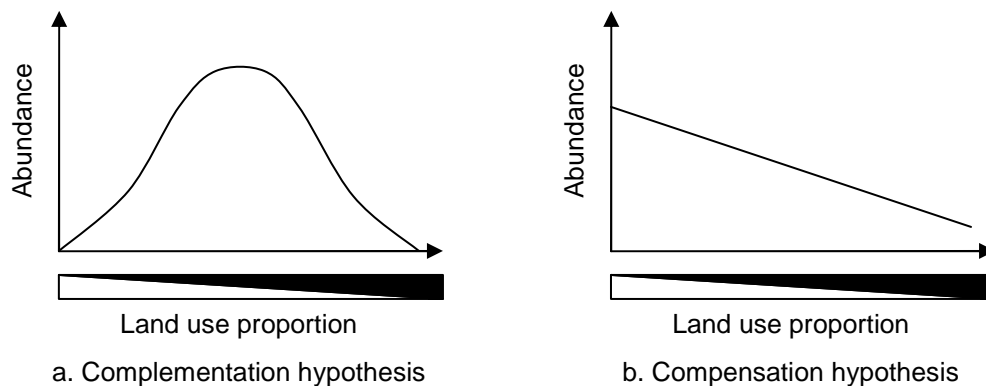 Abundance
Land use proportion
a. Complementation hypothesis
Abundance
Land use proportion
b. Compensation hypothesis